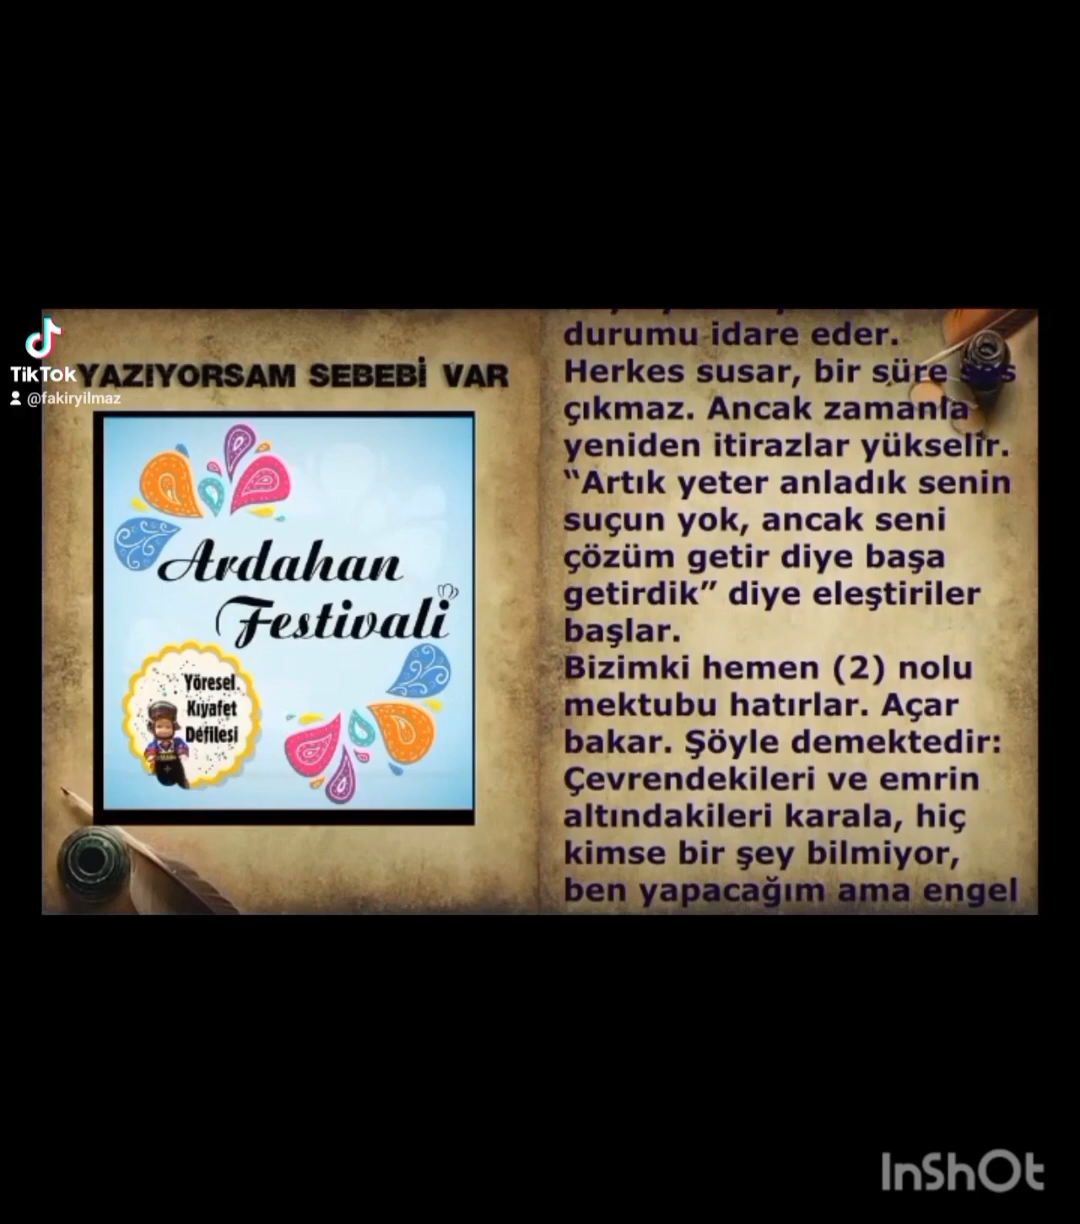 TikTok
@fakiryilmaz
YAZIYORSAM SEBEBİ VAR
Ardahan
Festivali
Yöresel
Kıyafet
Defilesi
durumu idare eder.
Herkes susar, bir süre ses
çıkmaz. Ancak zamanla
yeniden itirazlar yükselir.
“Artık yeter anladık senin
suçun yok, ancak seni
çözüm getir diye başa
getirdik” diye eleştiriler
başlar.
Bizimki hemen (2) nolu
mektubu hatırlar. Açar
bakar. Şöyle demektedir:
Çevrendekileri ve emrin
altındakileri karala, hiç
kimse bir şey bilmiyor,
ben yapacağım ama engel
InShOt